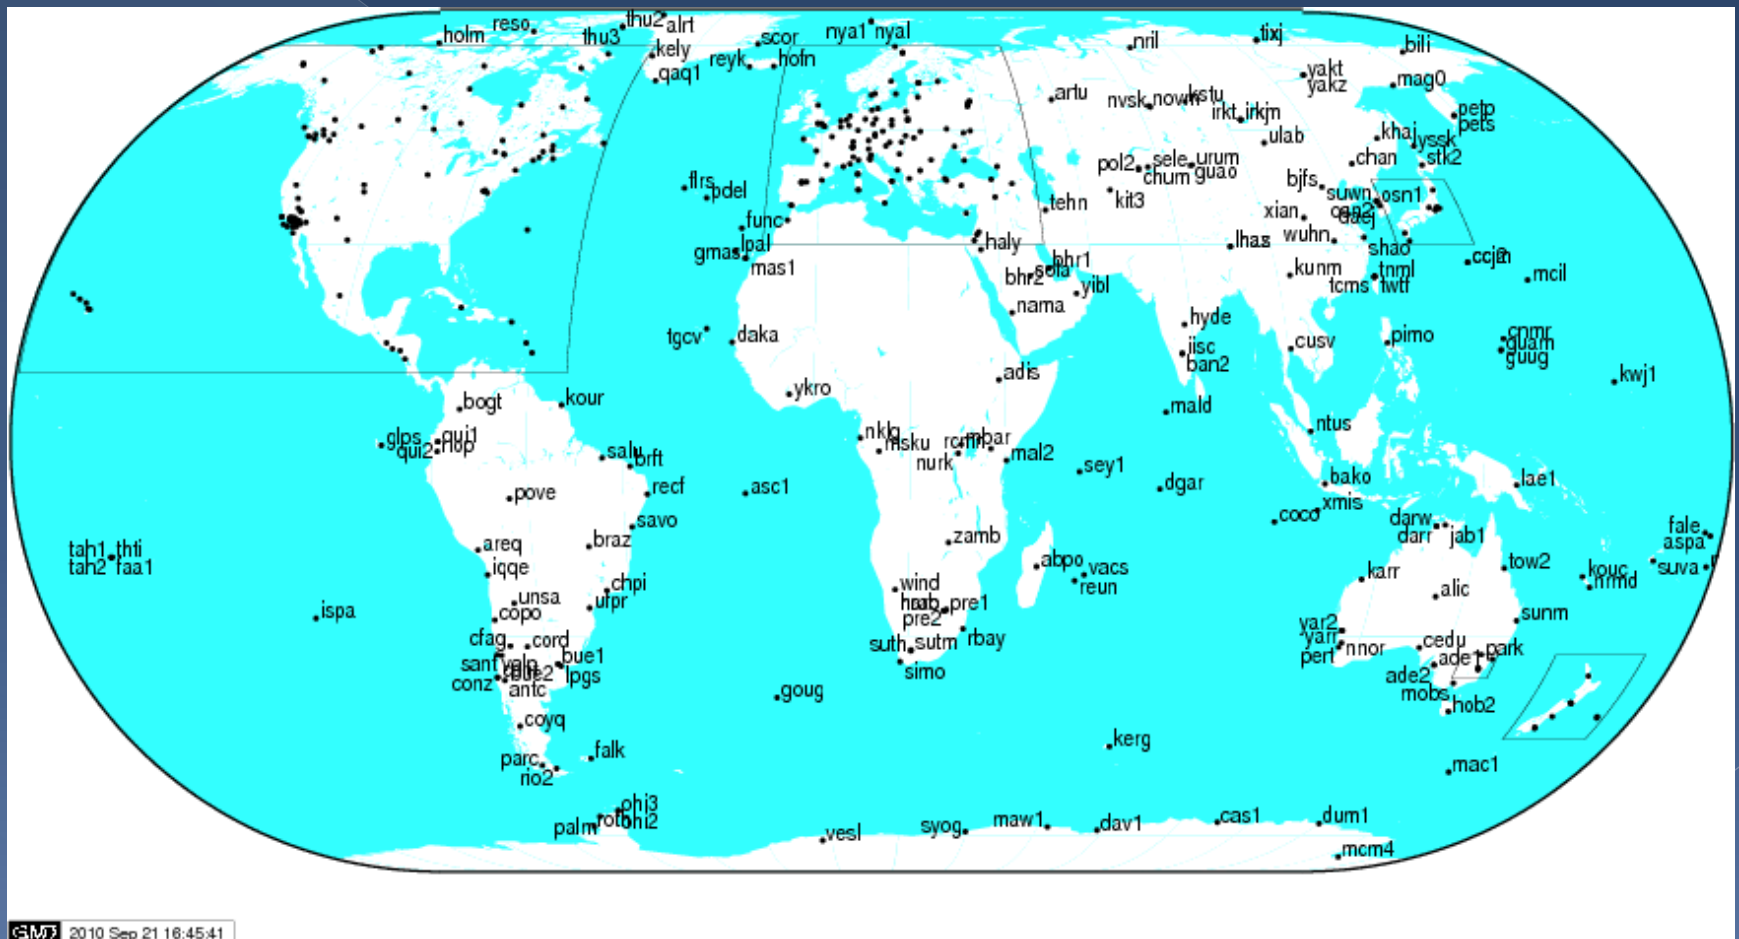 reso
thu2
alrt
holm
thu3
kely
scor
nya1
nyal
reyk
hofn
qaq1
nril
tixj
bili
yakt
yakz
mag0
artu
nvsk
kstu
irkt
irkjm
petp
pets
ulab
khaj
yssk
chan
stk2
pol2
sele
urum
chum
guao
kit3
bjfs
suwn
osn1
daej
flrs
pdel
tehn
xian
func
lpal
gmas
mas1
haly
lhaz
wuhn
shao
bhr1
bhr2
yibl
kunm
tnml
tcms
twtf
mcil
nama
hyde
iisc
ban2
cusv
pimo
cnmr
guam
guug
kwj1
tgcv
daka
adis
ykro
mald
bogt
kour
glps
qui1
qui2
riop
salu
brft
nklg
msku
mbar
nurk
mal2
sey1
ntus
recf
asc1
pove
dgar
bako
xmis
lae1
coco
darw
darr
jab1
savo
zamb
fale
aspa
tah1
thti
tah2
faa1
areq
braz
abpo
vacs
reun
tow2
kouc
nrmd
suva
karr
alic
iqqe
chpi
wind
unsa
ufpr
copo
ispa
pre1
pre2
rbay
suth
sutm
simo
sunm
yar2
yarr
pert
nnor
cedu
park
ade1
ade2
mobs
hob2
cfag
cord
sant
bue1
lpgs
conz
antc
goug
coyq
falk
kerg
mac1
parc
rio2
ohi3
ohi2
palm
vesl
syog
maw1
dav1
cas1
dum1
mcm4
GMD 2010 Sep 21 16:45:41